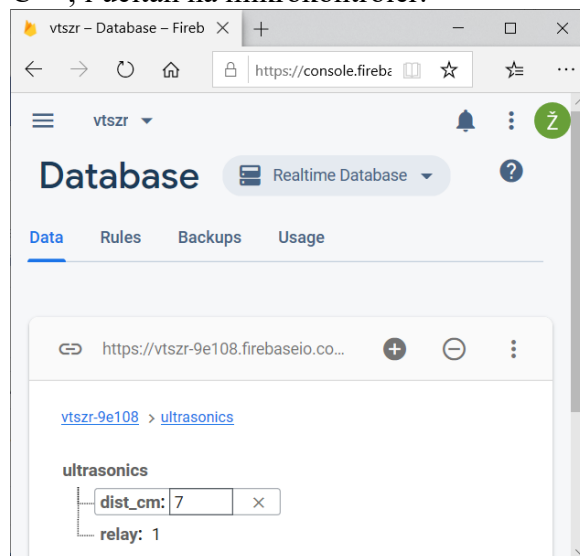 vtszr – Database – Fireb
https://console.fireba
vtszr
Ž
Database
Realtime Database
?
Data Rules Backups Usage
https://vtszr-9e108.firebaseio.co...
vtszr-9e108 > ultrasonics
ultrasonics
dist_cm: 7
relay: 1